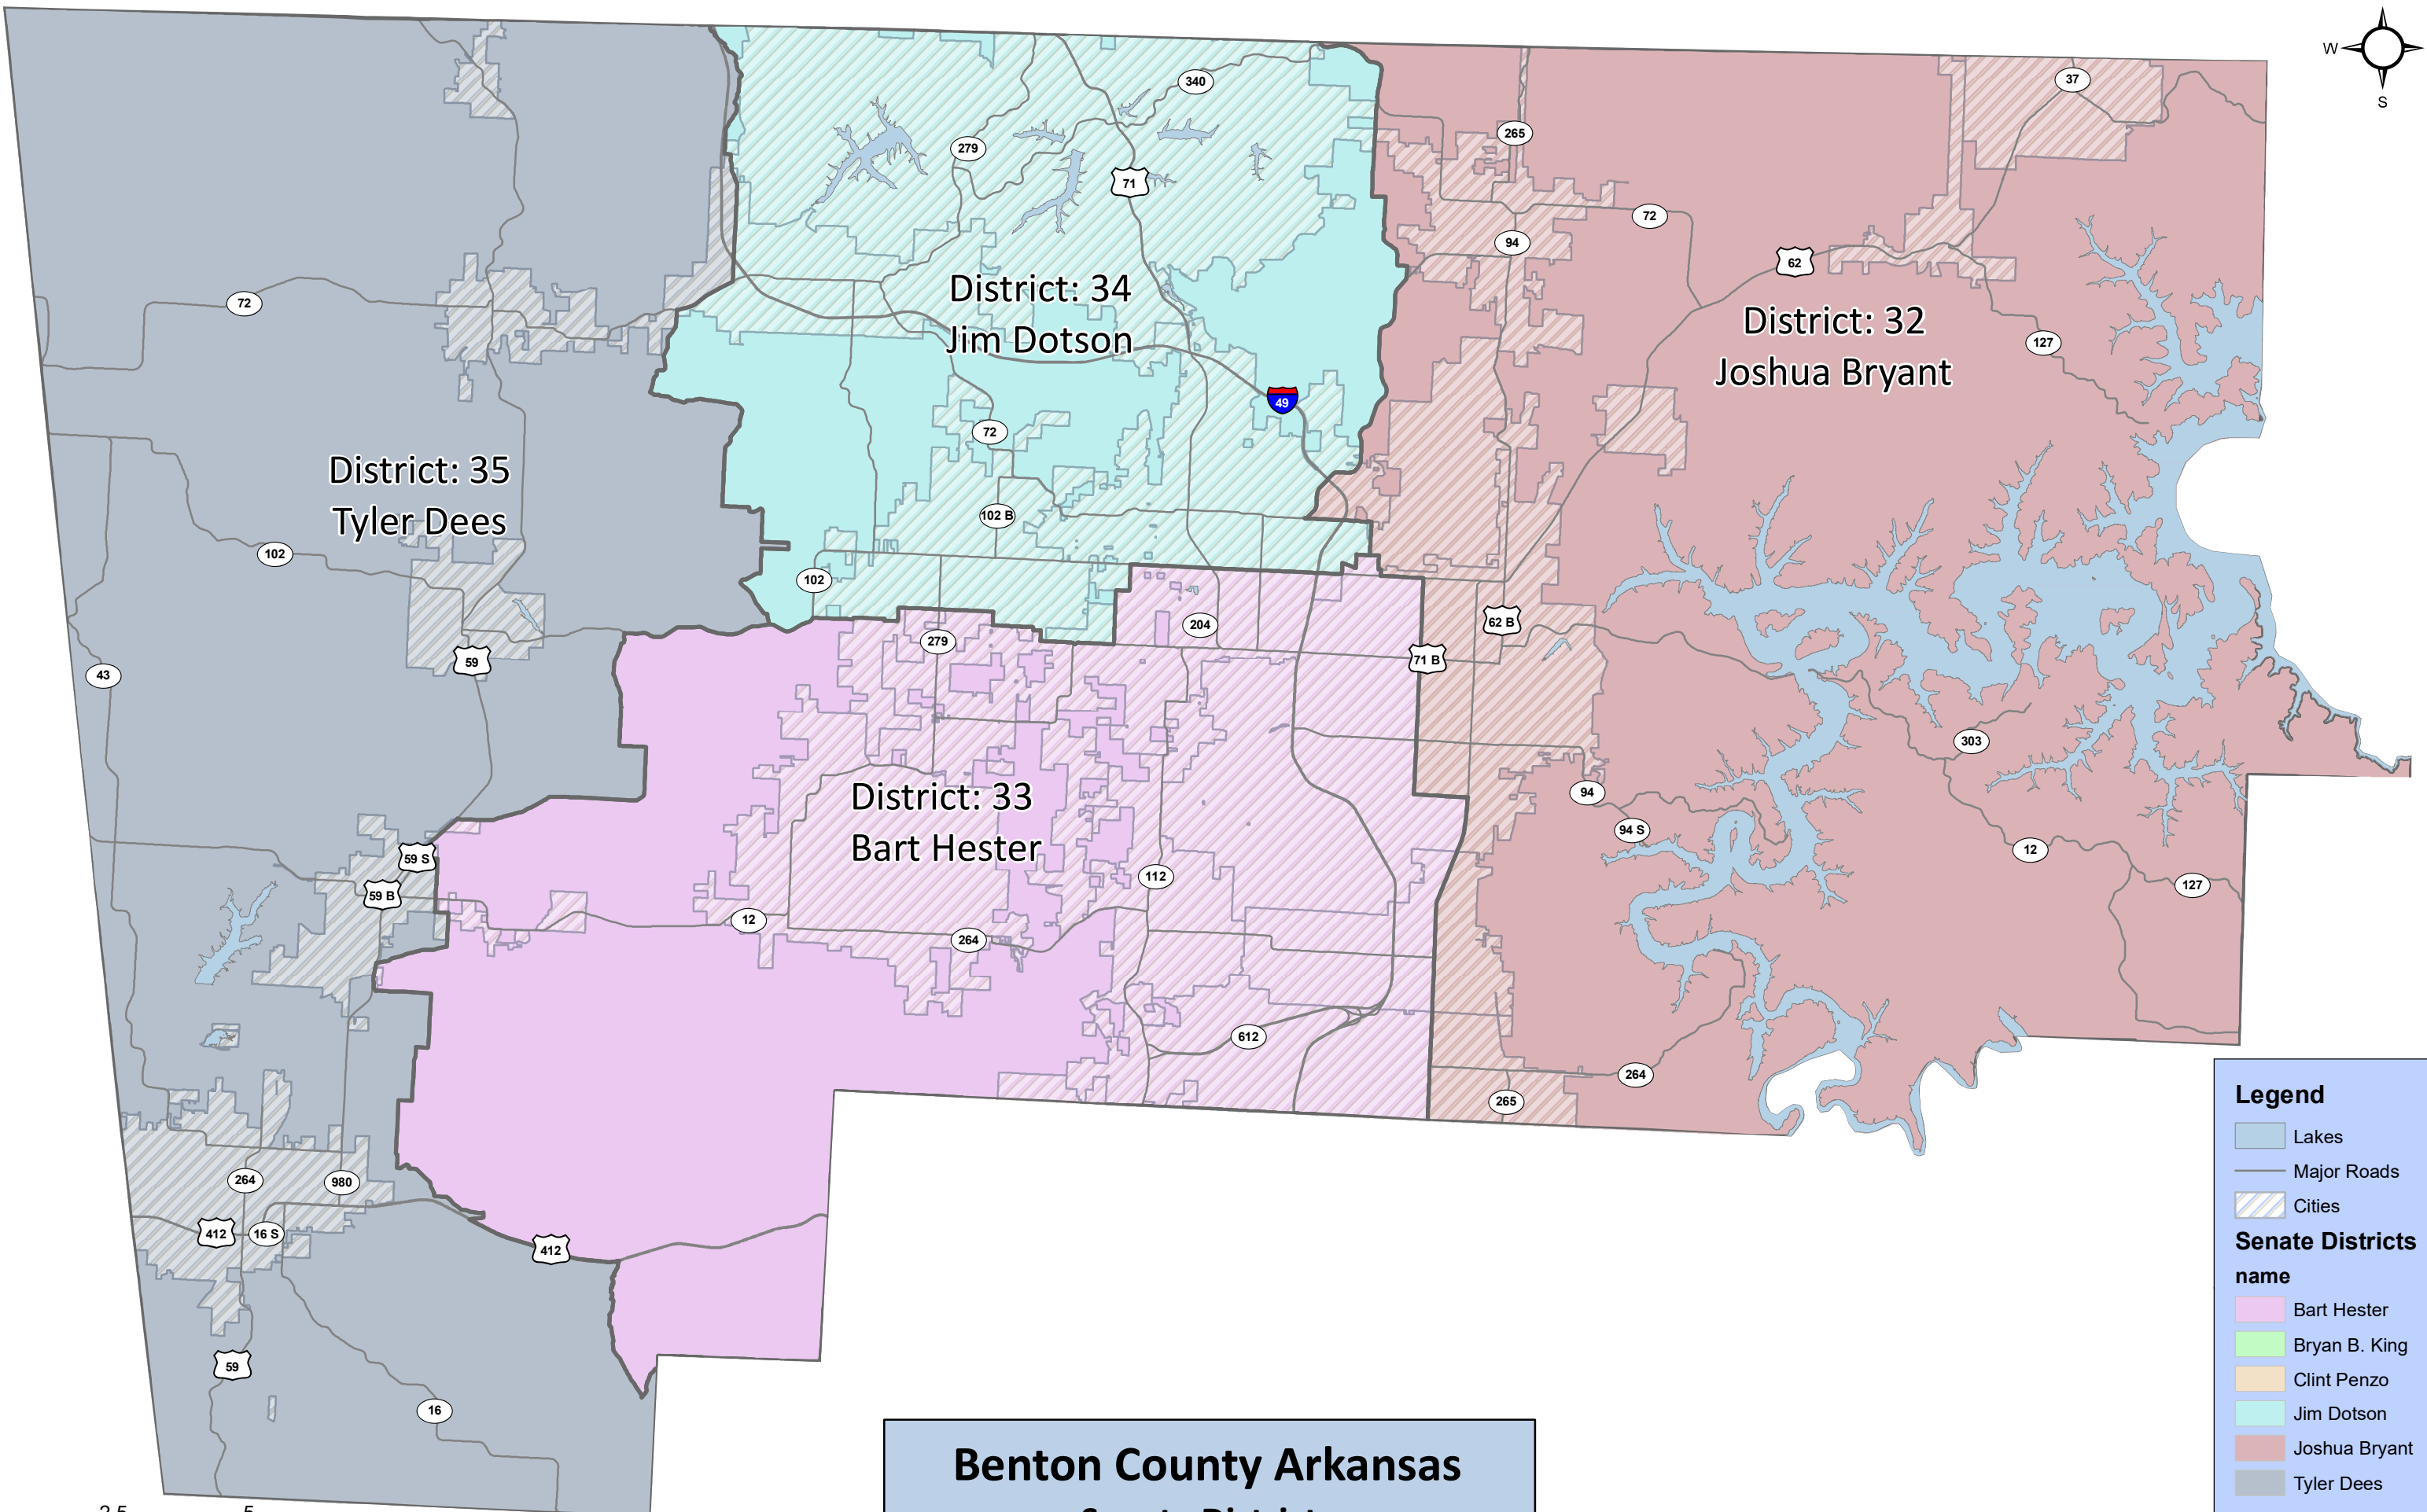 W
S
37
340
265
279
71
72
94
62
District: 34
Jim Dotson
72
District: 32
Joshua Bryant
127
49
72
District: 35
Tyler Dees
102 B
102
102
204
62 B
279
59
71 B
43
303
District: 33
Bart Hester
94
94 S
59 S
12
112
59 B
127
12
264
612
264
265
264
980
412
16 S
412
59
16
Legend
Lakes
Major Roads
Cities
Senate Districts
name
Bart Hester
Bryan B. King
Clint Penzo
Jim Dotson
Joshua Bryant
Tyler Dees
Benton County Arkansas